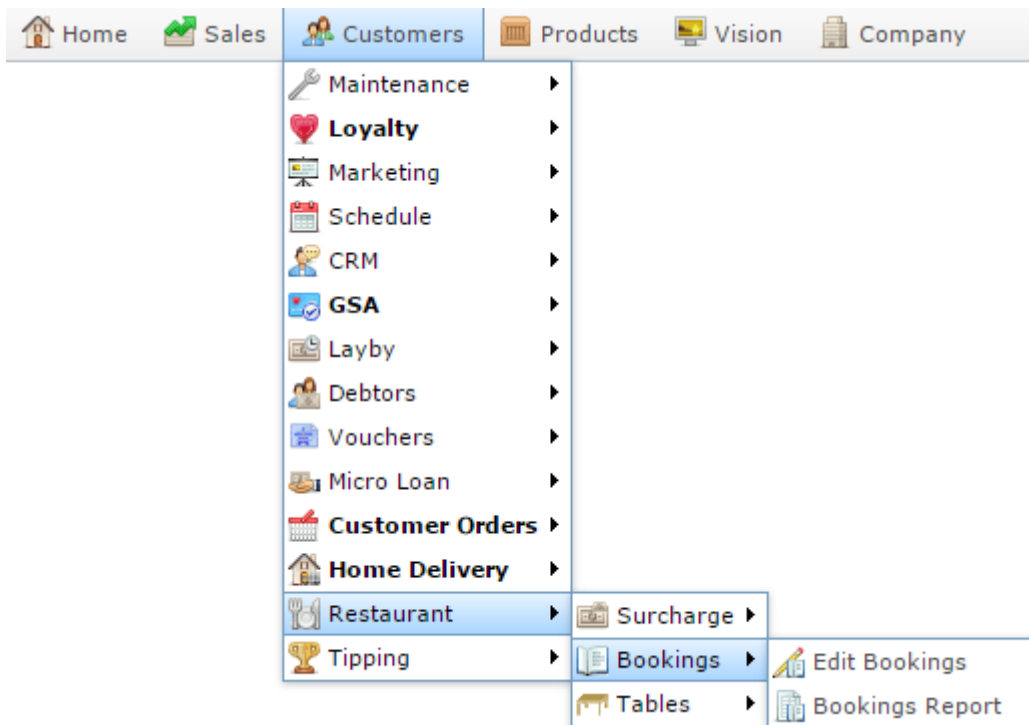 Home Sales Customers Products Vision Company
Maintenance
Loyalty
Marketing
Schedule
CRM
GSA
Layby
Debtors
Vouchers
Micro Loan
Customer Orders
Home Delivery
Restaurant Surcharge
Tipping Bookings Edit Bookings
Tables Bookings Report